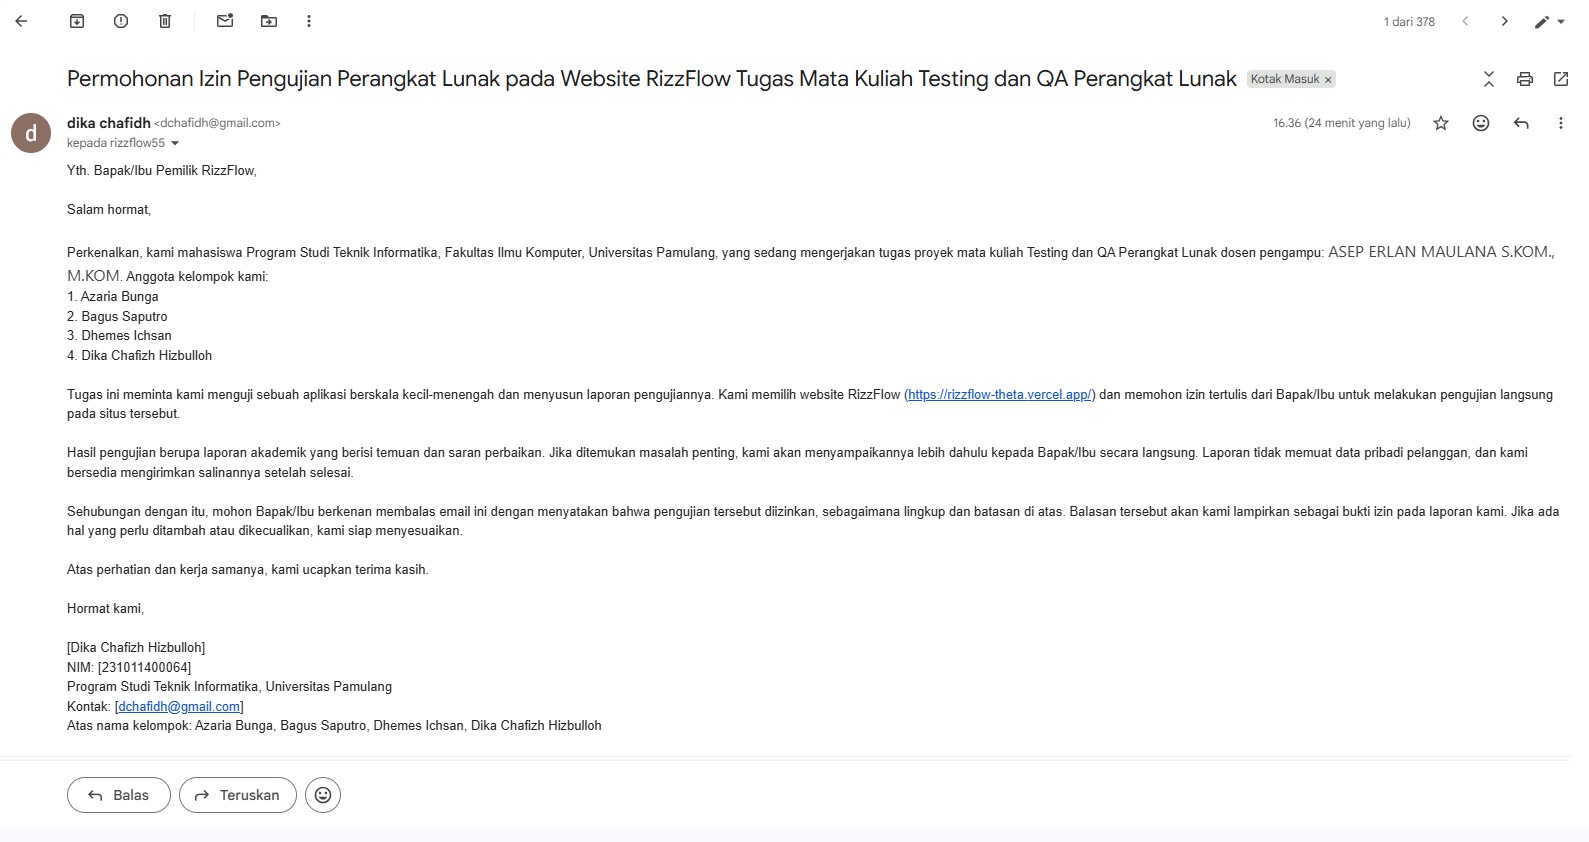 1 dari 378
Permohonan Izin Pengujian Perangkat Lunak pada Website RizzFlow Tugas Mata Kuliah Testing dan QA Perangkat Lunak Kotak Masuk ×
d
dika chafidh <dchafidh@gmail.com> 16.36 (24 menit yang lalu)
kepada rizzflow55
Yth. Bapak/Ibu Pemilik RizzFlow,
Salam hormat,
Perkenalkan, kami mahasiswa Program Studi Teknik Informatika, Fakultas Ilmu Komputer, Universitas Pamulang, yang sedang mengerjakan tugas proyek mata kuliah Testing dan QA Perangkat Lunak dosen pengampu: ASEP ERLAN MAULANA S.KOM.,
M.KOM. Anggota kelompok kami:
1. Azaria Bunga
2. Bagus Saputro
3. Dhemes Ichsan
4. Dika Chafizh Hizbulloh
Tugas ini meminta kami menguji sebuah aplikasi berskala kecil-menengah dan menyusun laporan pengujiannya. Kami memilih website RizzFlow (https://rizzflow-theta.vercel.app/) dan memohon izin tertulis dari Bapak/Ibu untuk melakukan pengujian langsung
pada situs tersebut.
Hasil pengujian berupa laporan akademik yang berisi temuan dan saran perbaikan. Jika ditemukan masalah penting, kami akan menyampaikannya lebih dahulu kepada Bapak/Ibu secara langsung. Laporan tidak memuat data pribadi pelanggan, dan kami
bersedia mengirimkan salinannya setelah selesai.
Sehubungan dengan itu, mohon Bapak/Ibu berkenan membalas email ini dengan menyatakan bahwa pengujian tersebut diizinkan, sebagaimana lingkup dan batasan di atas. Balasan tersebut akan kami lampirkan sebagai bukti izin pada laporan kami. Jika ada
hal yang perlu ditambah atau dikecualikan, kami siap menyesuaikan.
Atas perhatian dan kerja samanya, kami ucapkan terima kasih.
Hormat kami,
[Dika Chafizh Hizbulloh]
NIM: [231011400064]
Program Studi Teknik Informatika, Universitas Pamulang
Kontak: [dchafidh@gmail.com]
Atas nama kelompok: Azaria Bunga, Bagus Saputro, Dhemes Ichsan, Dika Chafizh Hizbulloh
Balas Teruskan